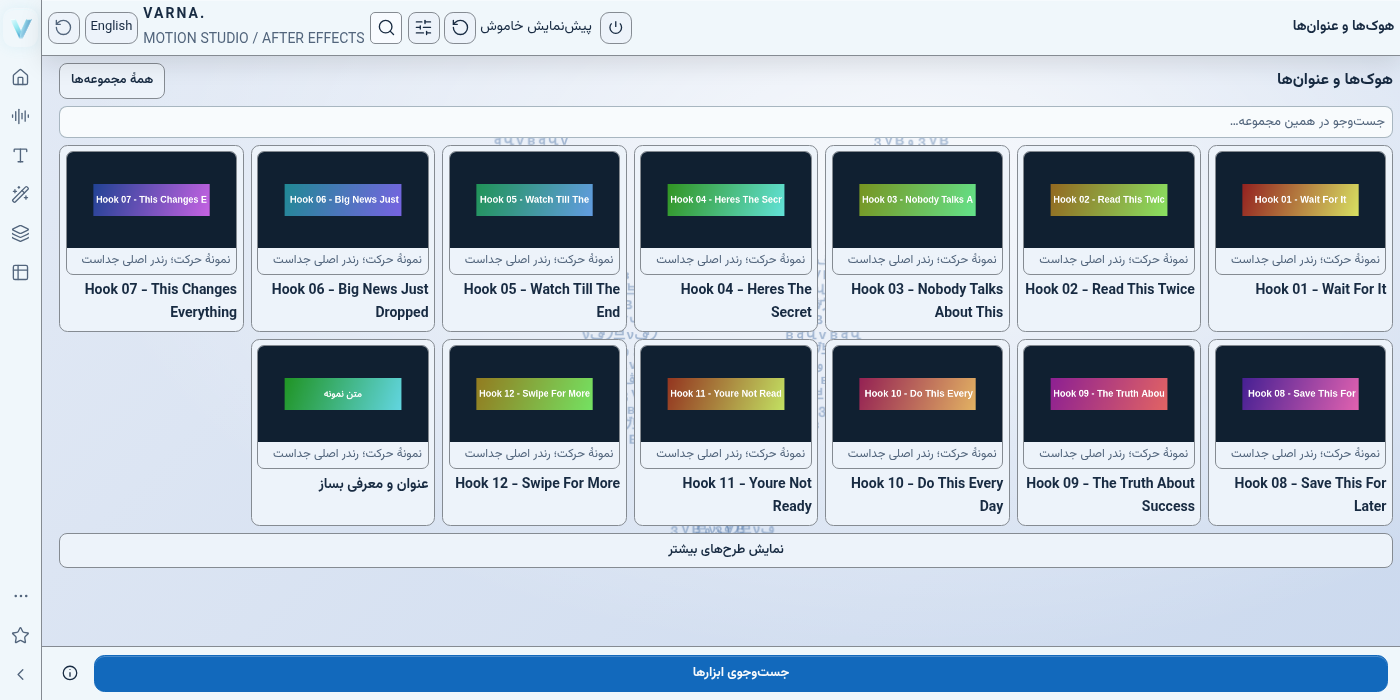 هوک‌ها و عنوان‌ها
پیش‌نمایش خاموش
VARNA.
MOTION STUDIO / AFTER EFFECTS
English
هوک‌ها و عنوان‌ها
همهٔ مجموعه‌ها
جست‌وجو در همین مجموعه…
Hook 01 - Wait For It
نمونهٔ حرکت؛ رندر اصلی جداست
Hook 01 - Wait For It
Hook 02 - Read This Twic
نمونهٔ حرکت؛ رندر اصلی جداست
Hook 02 - Read This Twice
Hook 03 - Nobody Talks A
نمونهٔ حرکت؛ رندر اصلی جداست
Hook 03 - Nobody Talks
About This
Hook 04 - Heres The Secr
نمونهٔ حرکت؛ رندر اصلی جداست
Hook 04 - Heres The
Secret
Hook 05 - Watch Till The
نمونهٔ حرکت؛ رندر اصلی جداست
Hook 05 - Watch Till The
End
Hook 06 - Big News Just
نمونهٔ حرکت؛ رندر اصلی جداست
Hook 06 - Big News Just
Dropped
Hook 07 - This Changes E
نمونهٔ حرکت؛ رندر اصلی جداست
Hook 07 - This Changes
Everything
Hook 08 - Save This For
نمونهٔ حرکت؛ رندر اصلی جداست
Hook 08 - Save This For
Later
Hook 09 - The Truth Abou
نمونهٔ حرکت؛ رندر اصلی جداست
Hook 09 - The Truth About
Success
Hook 10 - Do This Every
نمونهٔ حرکت؛ رندر اصلی جداست
Hook 10 - Do This Every
Day
Hook 11 - Youre Not Read
نمونهٔ حرکت؛ رندر اصلی جداست
Hook 11 - Youre Not
Ready
Hook 12 - Swipe For More
نمونهٔ حرکت؛ رندر اصلی جداست
Hook 12 - Swipe For More
متن نمونه
نمونهٔ حرکت؛ رندر اصلی جداست
عنوان و معرفی بساز
نمایش طرح‌های بیشتر
جست‌وجوی ابزارها